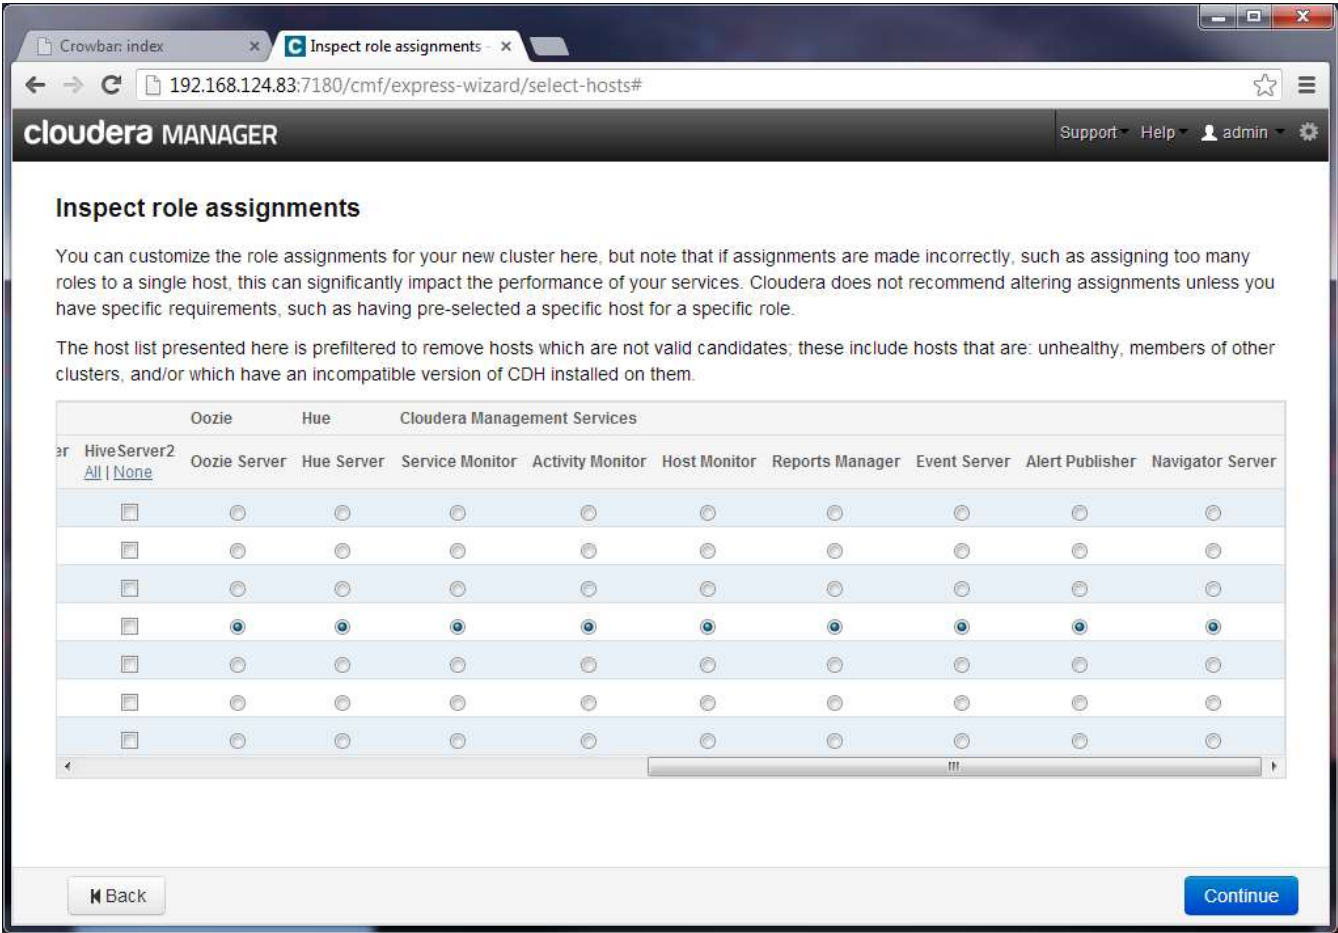 Crowbar: index
Inspect role assignments -
192.168.124.83:7180/cmf/express-wizard/select-hosts#
cloudera MANAGER
Support Help admin
Inspect role assignments
You can customize the role assignments for your new cluster here, but note that if assignments are made incorrectly, such as assigning too many
roles to a single host, this can significantly impact the performance of your services. Cloudera does not recommend altering assignments unless you
have specific requirements, such as having pre-selected a specific host for a specific role.
The host list presented here is prefiltered to remove hosts which are not valid candidates; these include hosts that are: unhealthy, members of other
clusters, and/or which have an incompatible version of CDH installed on them.
Oozie Hue Cloudera Management Services
er HiveServer2 Oozie Server Hue Server Service Monitor Activity Monitor Host Monitor Reports Manager Event Server Alert Publisher Navigator Server
All | None
Back
Continue